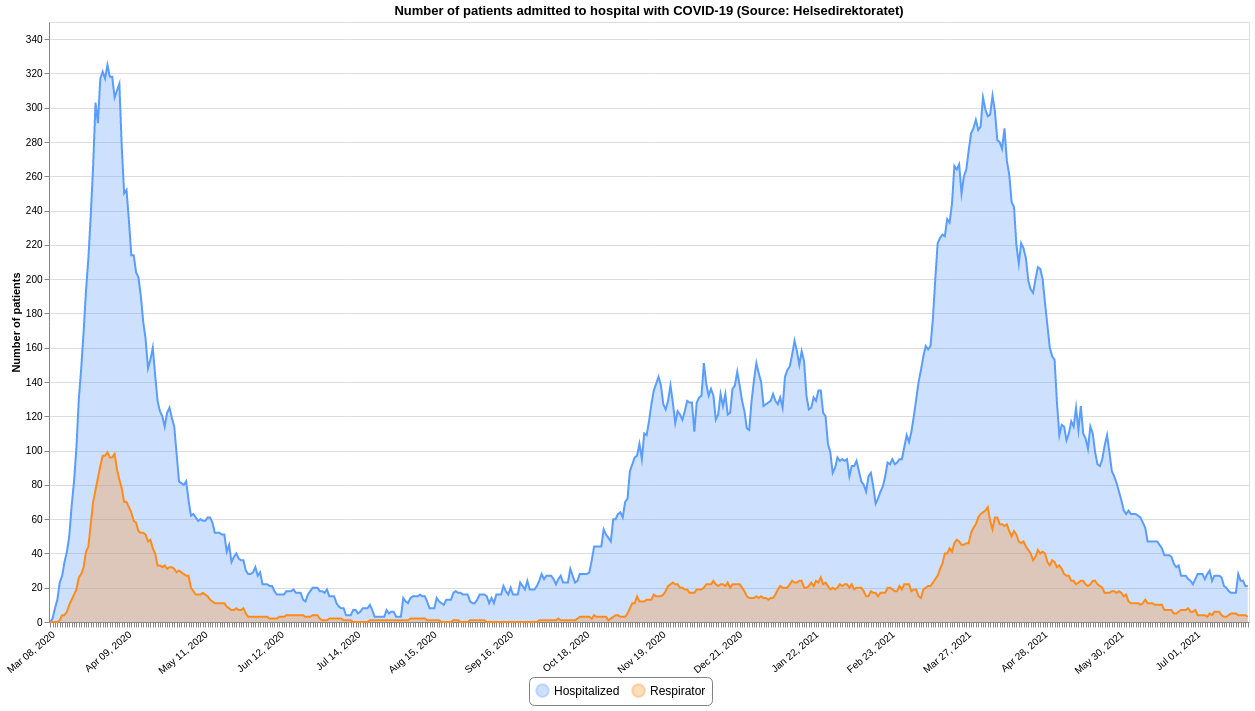 Number of patients admitted to hospital with COVID-19 (Source: Helsedirektoratet)
Number of patients
340
320
300
280
260
240
220
200
180
160
140
120
100
80
60
40
20
0
Mar 08, 2020
Apr 09, 2020
May 11, 2020
Jun 12, 2020
Jul 14, 2020
Aug 15, 2020
Sep 16, 2020
Oct 18, 2020
Nov 19, 2020
Dec 21, 2020
Jan 22, 2021
Feb 23, 2021
Mar 27, 2021
Apr 28, 2021
May 30, 2021
Jul 01, 2021
Hospitalized
Respirator